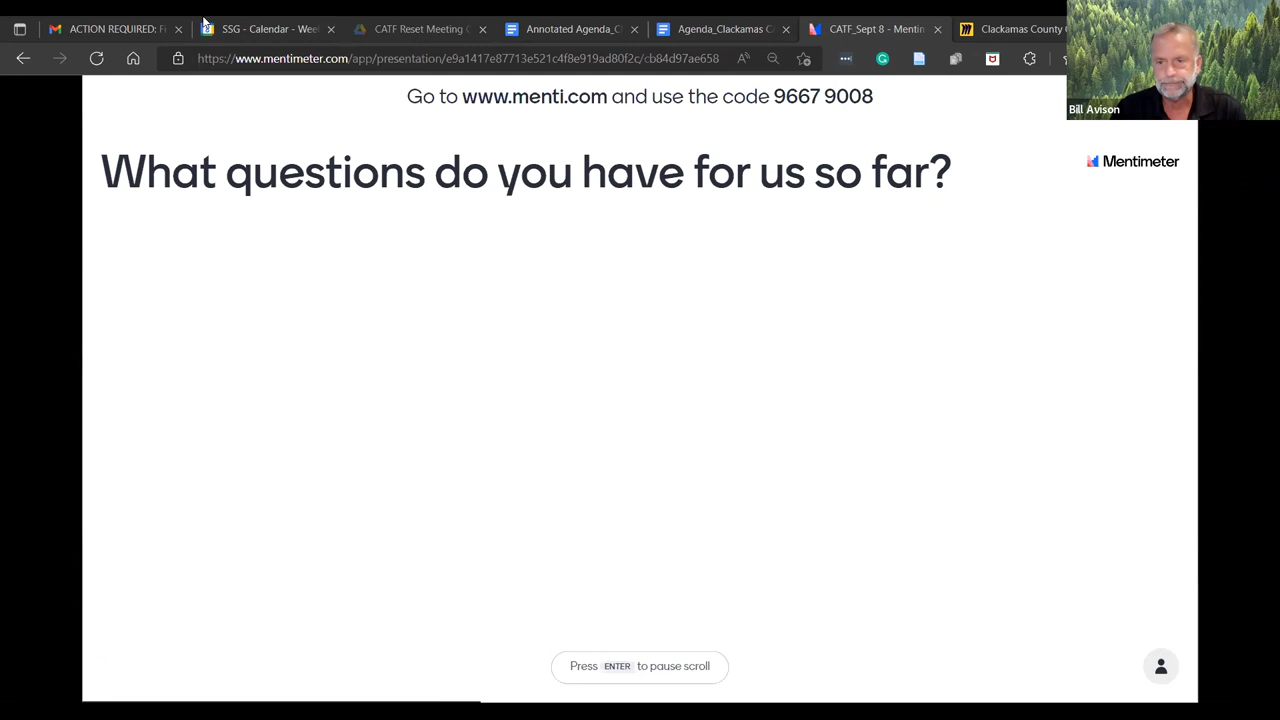 ACTION REQUIRED: Fi
SSG - Calendar - Wee
CATF Reset Meeting
Annotated Agenda_C
Agenda_Clackamas C
CATF_Sept 8 - Mentin
Clackamas County
https://www.mentimeter.com/app/presentation/e9a1417e87713e521c4f8e919ad80f2c/cb84d97ae658
Bill Avison
Go to www.menti.com and use the code 9667 9008
What questions do you have for us so far?
Mentimeter
Press ENTER to pause scroll